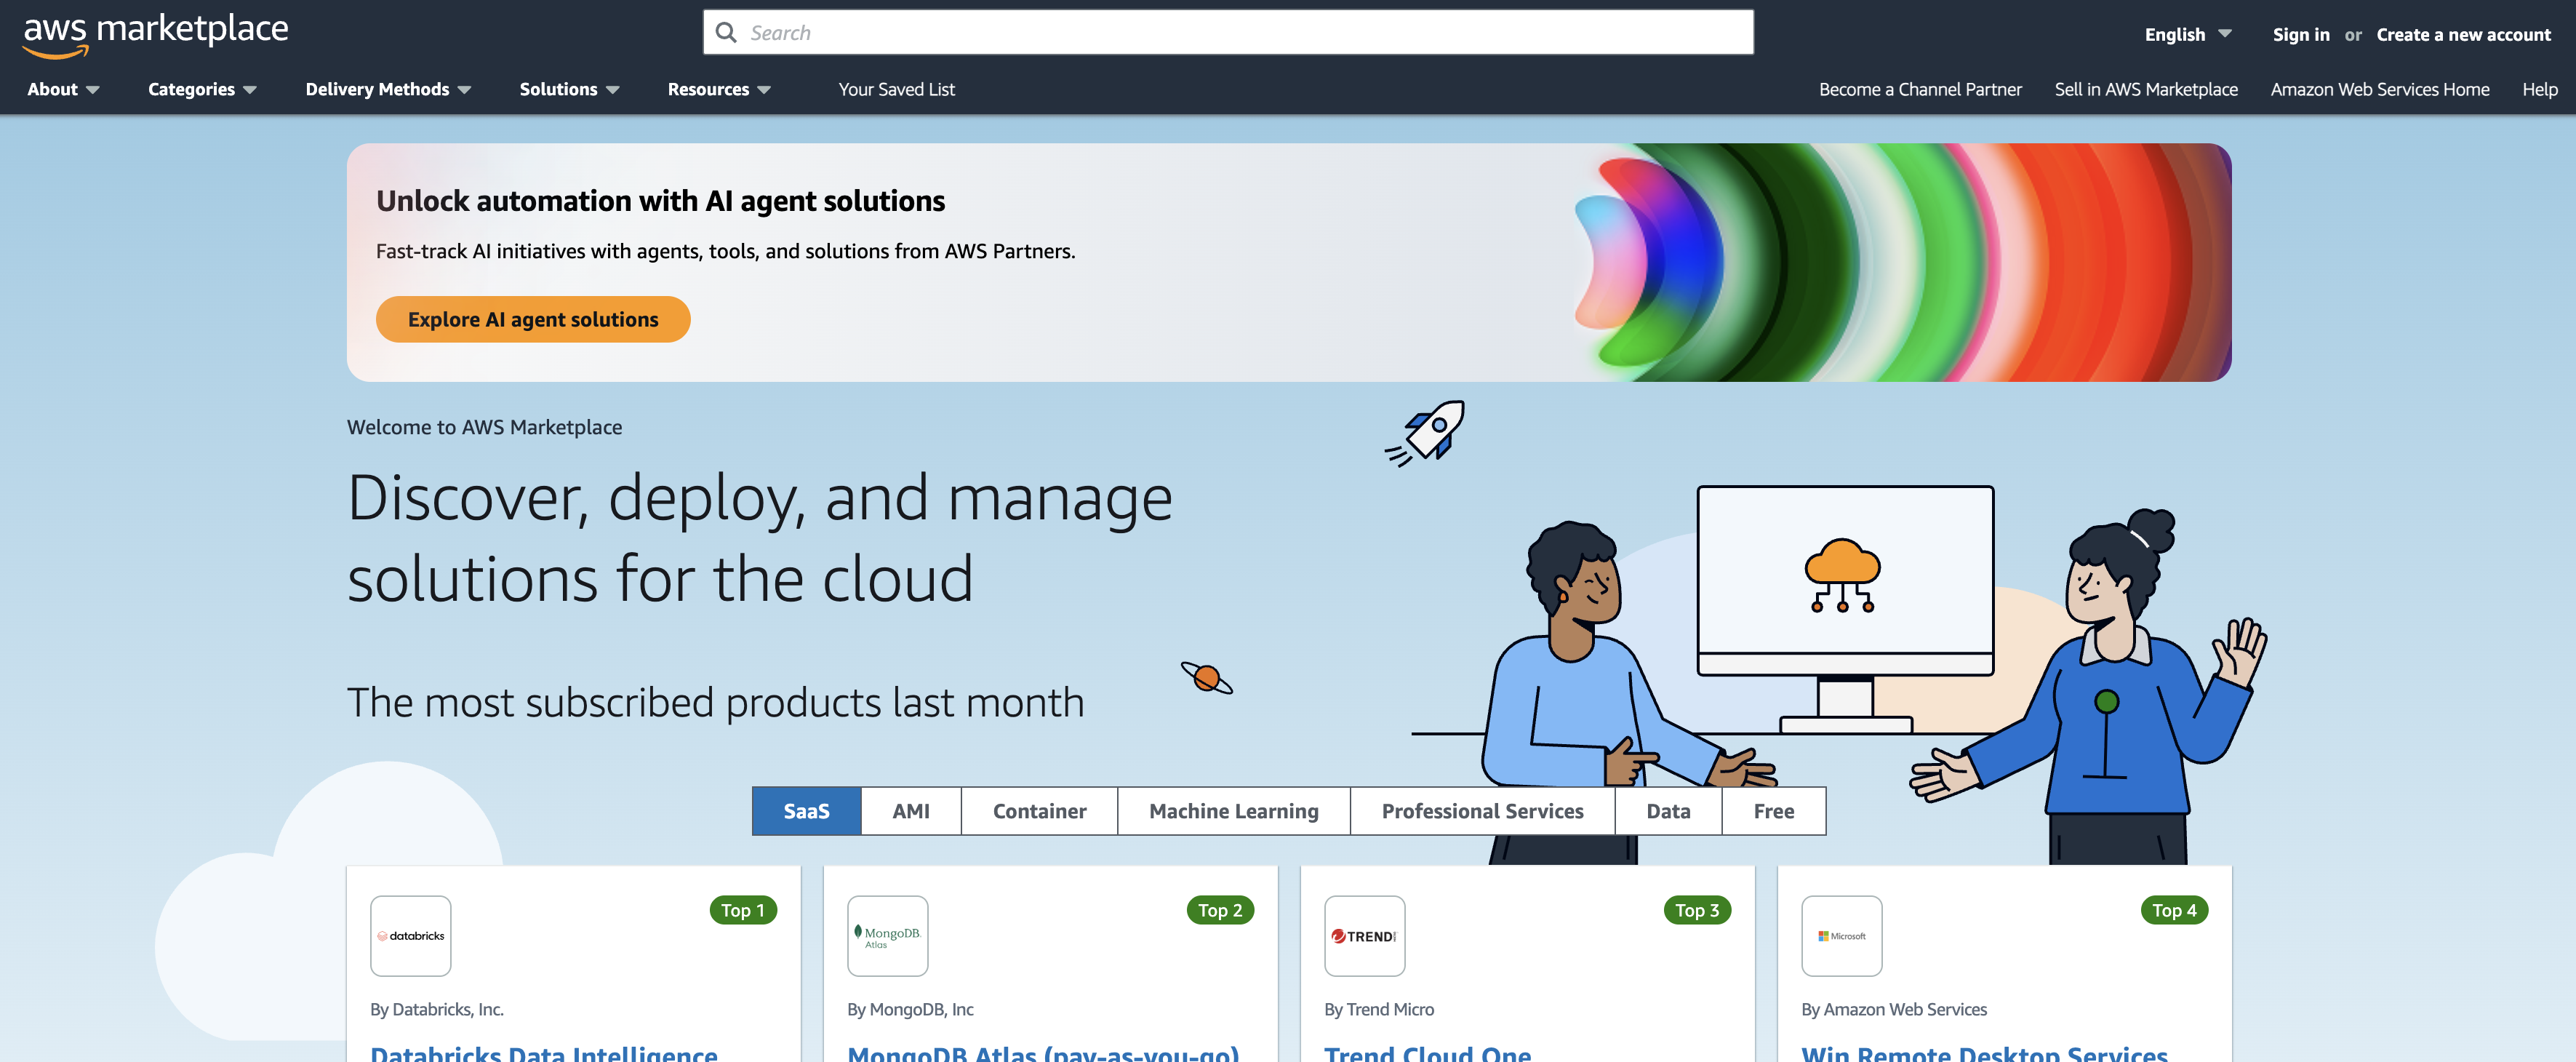 aws marketplace
Search
English
Sign in or Create a new account
About
Categories
Delivery Methods
Solutions
Resources
Your Saved List
Become a Channel Partner
Sell in AWS Marketplace
Amazon Web Services Home
Help
Unlock automation with AI agent solutions
Fast-track AI initiatives with agents, tools, and solutions from AWS Partners.
Explore AI agent solutions
Welcome to AWS Marketplace
Discover, deploy, and manage
solutions for the cloud
The most subscribed products last month
SaaS
AMI
Container
Machine Learning
Professional Services
Data
Free
databricks
Top 1
By Databricks, Inc.
Databricks Data Intelligence
MongoDB.
Atlas
Top 2
By MongoDB, Inc
MongoDB Atlas (pay-as-you-go)
TREND
Top 3
By Trend Micro
Trend Cloud One
Microsoft
Top 4
By Amazon Web Services
Win Remote Desktop Services